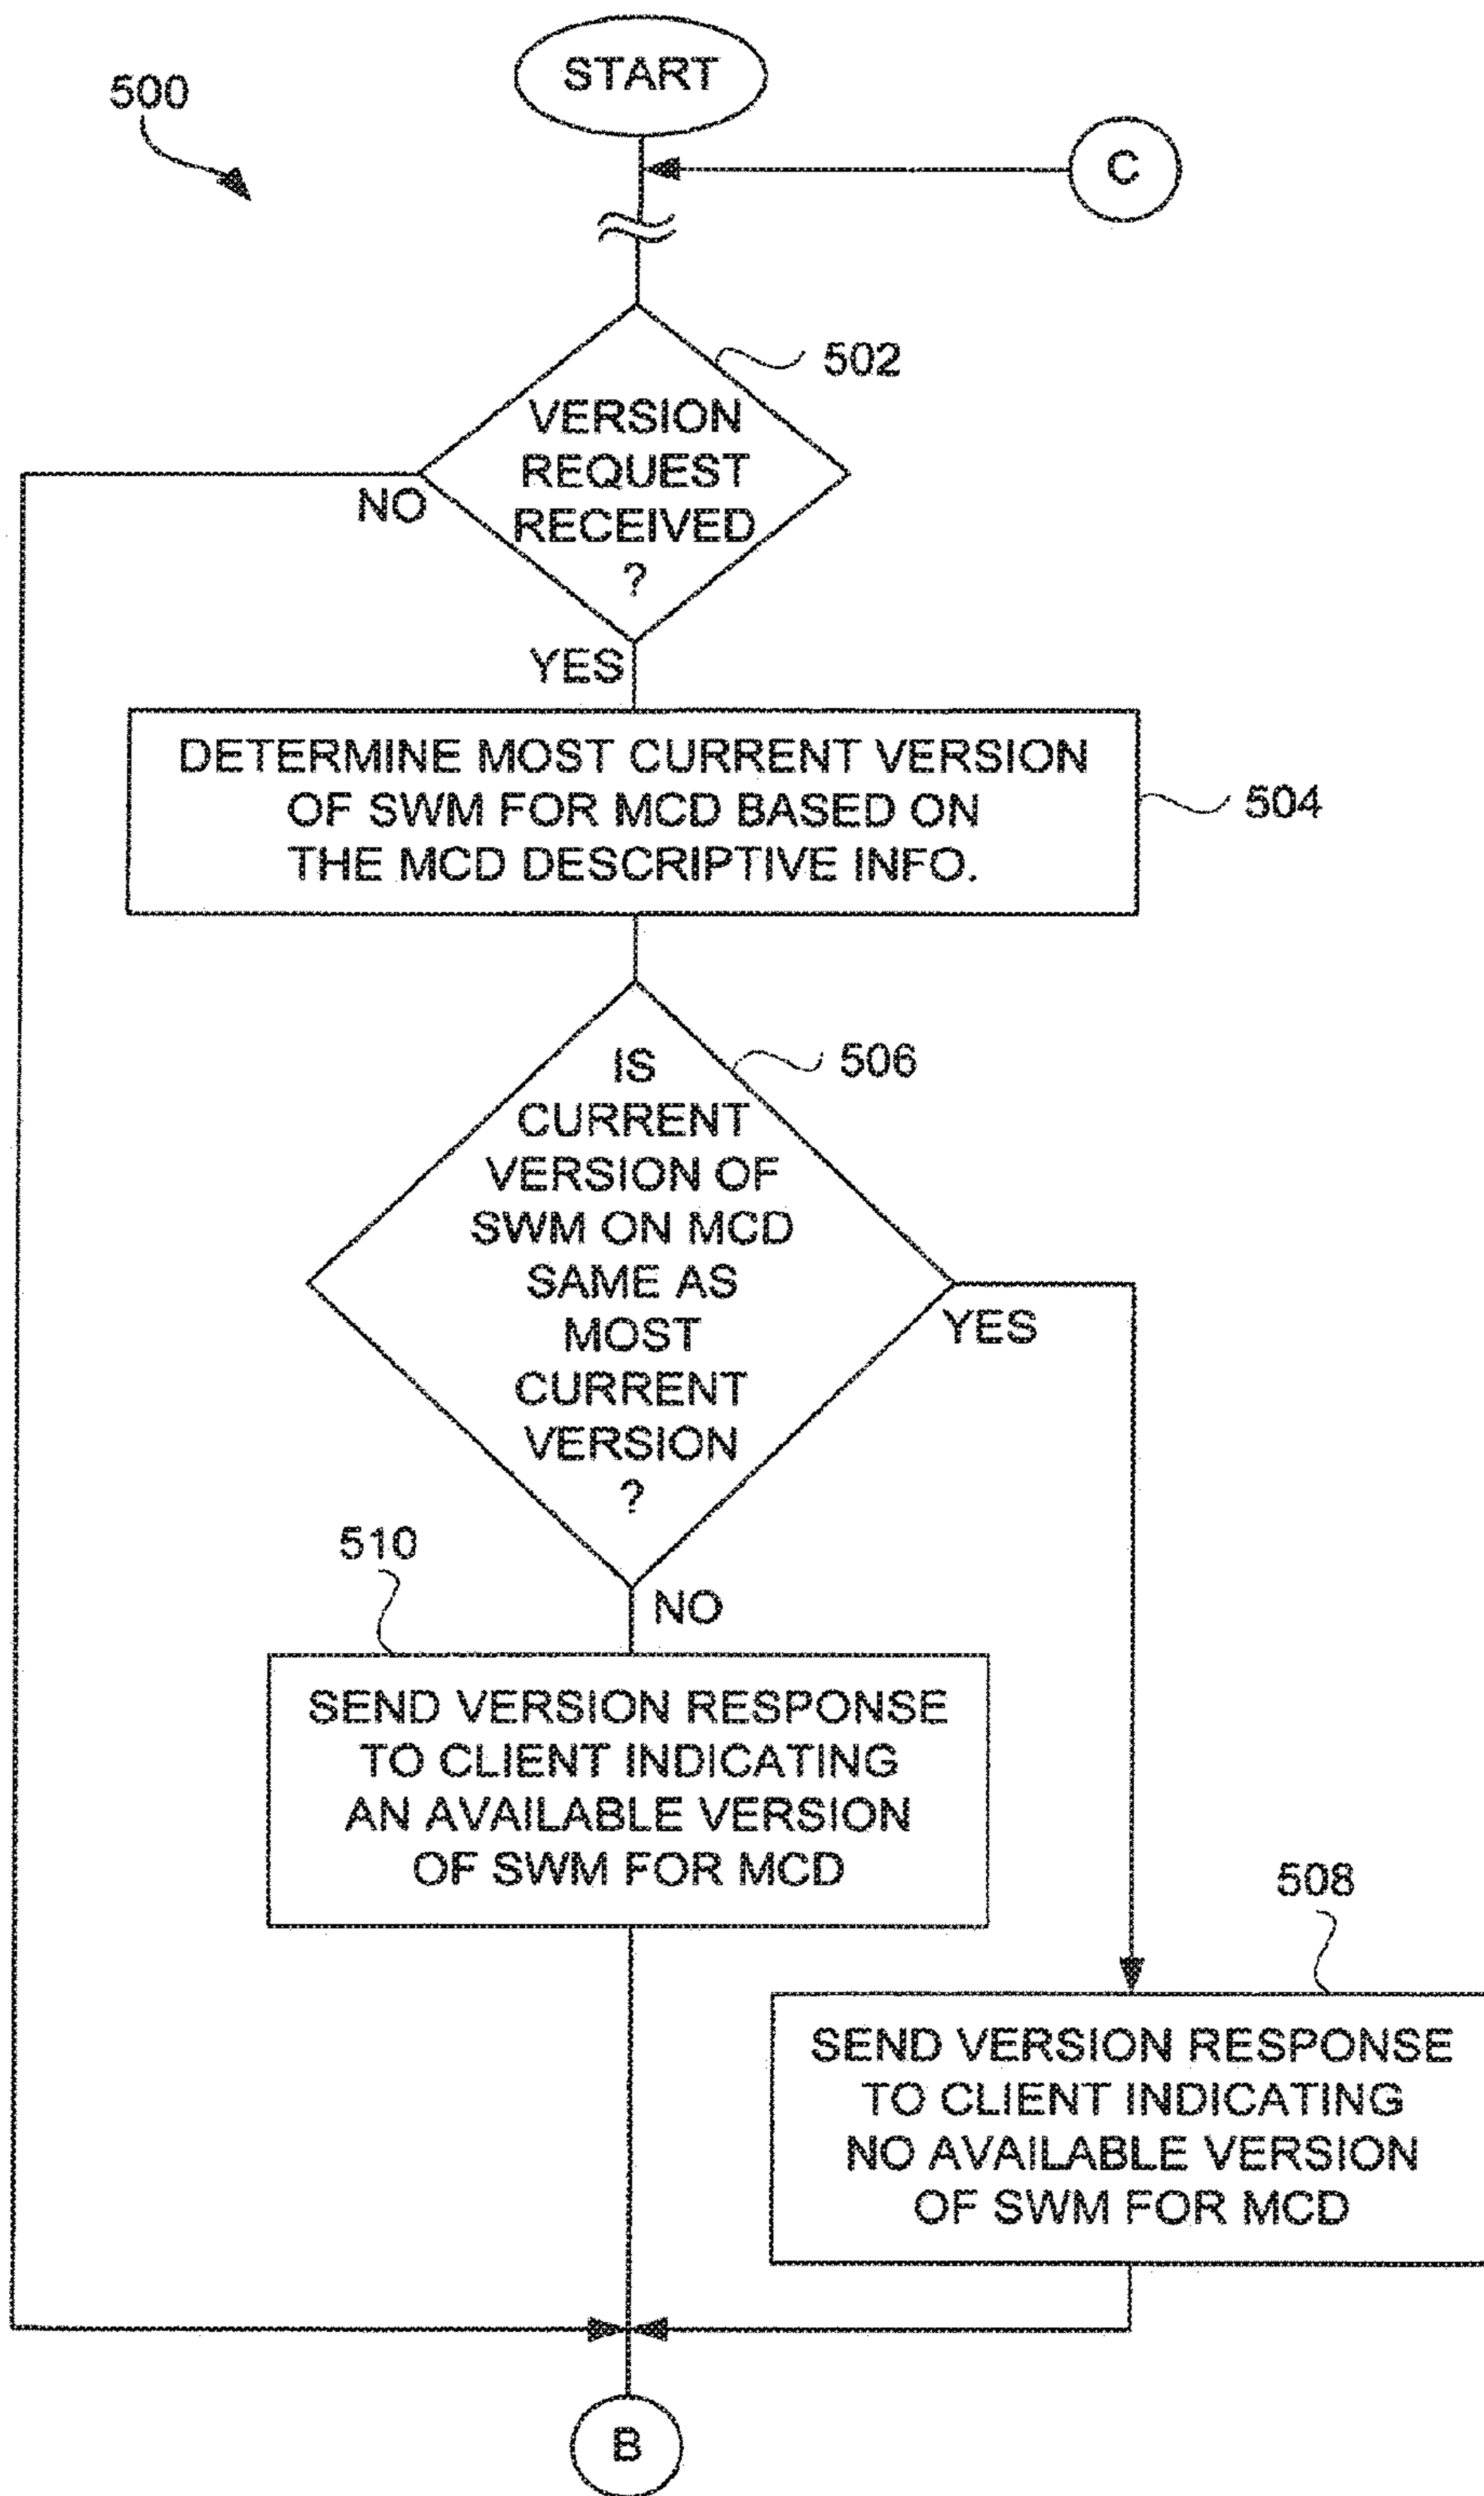 START
500
C
502
VERSION
REQUEST
RECEIVED
?
NO
YES
DETERMINE MOST CURRENT VERSION
OF SWM FOR MCD BASED ON
THE MCD DESCRIPTIVE INFO.
504
506
IS
CURRENT
VERSION OF
SWM ON MCD
SAME AS
MOST
CURRENT
VERSION
?
YES
510
NO
SEND VERSION RESPONSE
TO CLIENT INDICATING
AN AVAILABLE VERSION
OF SWM FOR MCD
508
SEND VERSION RESPONSE
TO CLIENT INDICATING
NO AVAILABLE VERSION
OF SWM FOR MCD
B